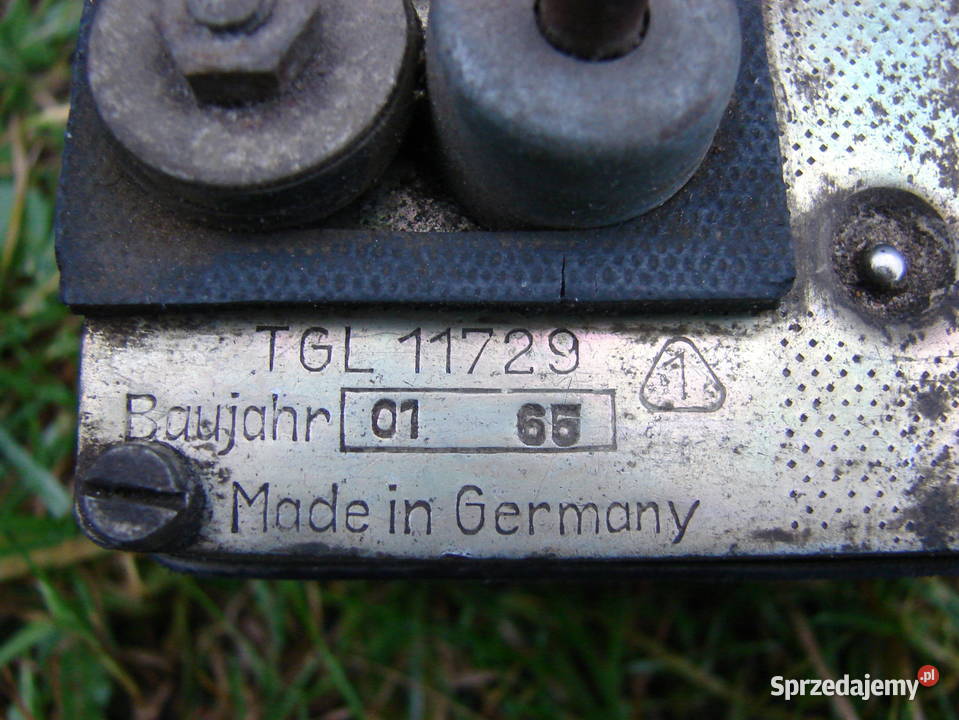 TGL 11729
1
Baujahr 01 65
Made in Germany
Sprzedajemy.pl